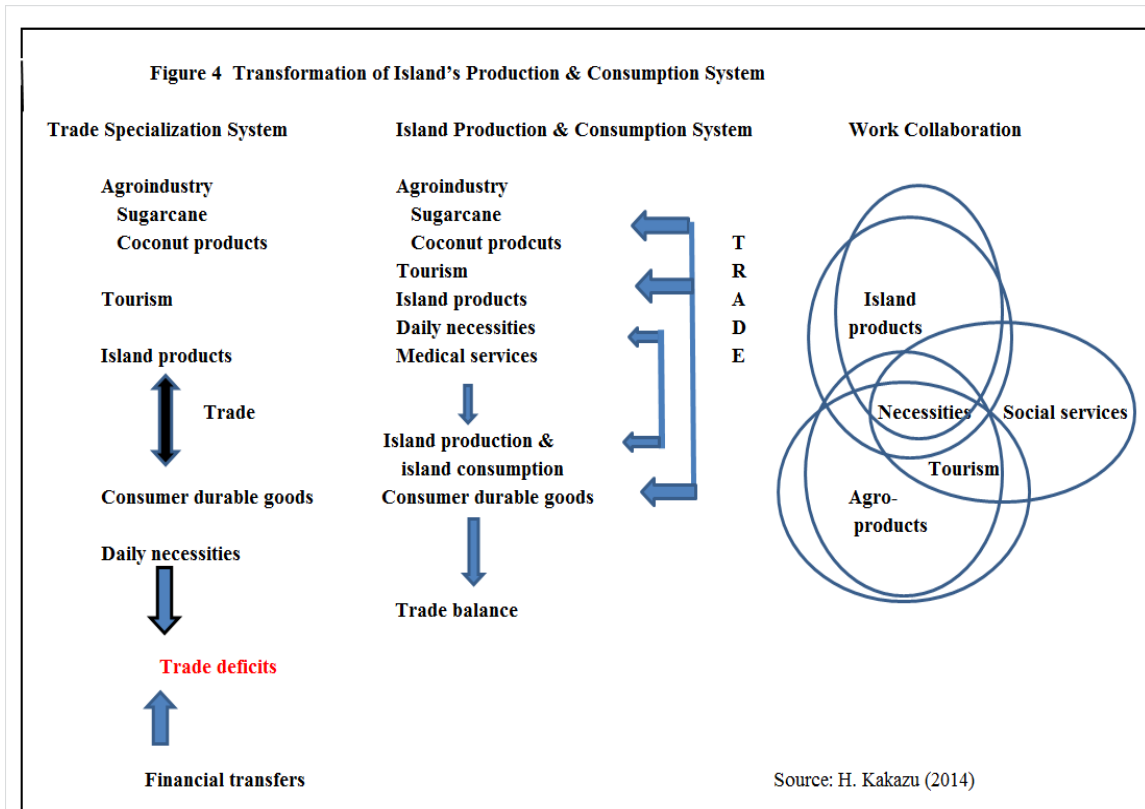 Figure 4 Transformation of Island's Production & Consumption System
Trade Specialization System
Agroindustry
Sugarcane
Coconut products
Tourism
Island products
Trade
Consumer durable goods
Daily necessities
Trade deficits
Financial transfers
Island Production & Consumption System
Agroindustry
Sugarcane
Coconut prodcuts
Tourism
Island products
Daily necessities
Medical services
Island production &
island consumption
Consumer durable goods
Trade balance
T
R
A
D
E
Work Collaboration
Island
products
Necessities
Social services
Tourism
Agro-
products
Source: H. Kakazu (2014)